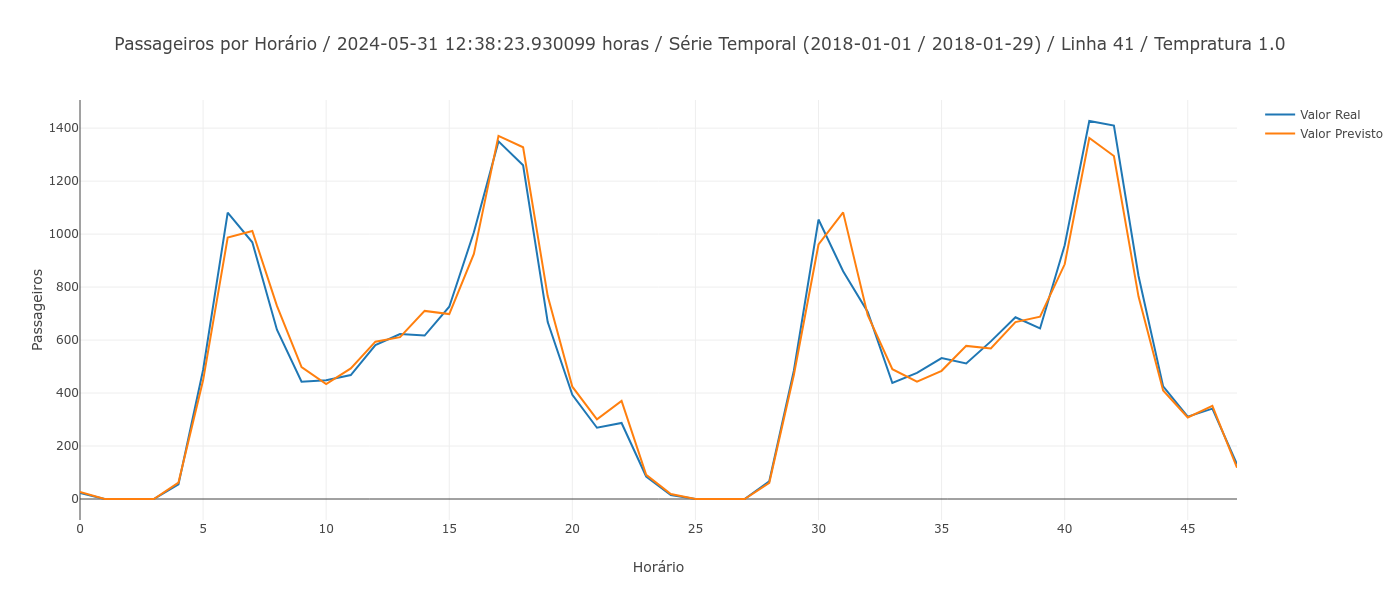 Passageiros por Horário / 2024-05-31 12:38:23.930099 horas / Série Temporal (2018-01-01 / 2018-01-29) / Linha 41 / Tempratura 1.0
Valor Real
Valor Previsto
Passageiros
1400
1200
1000
800
600
400
200
0
0 5 10 15 20 25 30 35 40 45
Horário